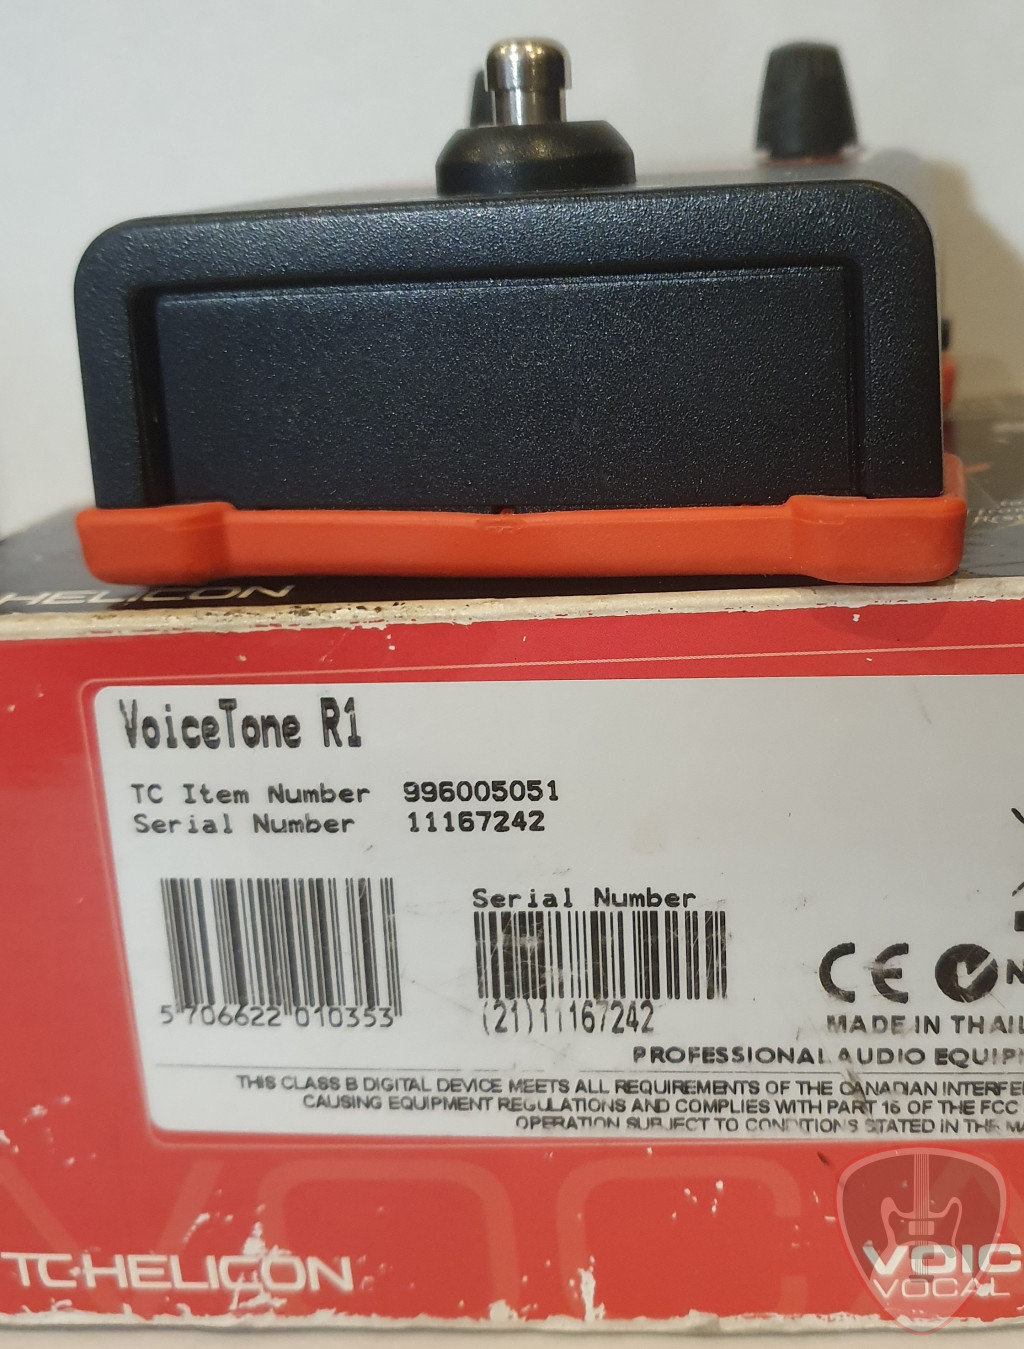 HELICON
VoiceTone R1
TC Item Number 996005051
Serial Number 11167242
Serial Number
5 706622 010353
(21)11167242
CE N
MADE IN THAIL
PROFESSIONAL AUDIO EQUIP
THIS CLASS B DIGITAL DEVICE MEETS ALL REQUIREMENTS OF THE CANADIAN INTERFE
CAUSING EQUIPMENT REGULATIONS AND COMPLIES WITH PART 16 OF THE FCC
OPERATION SUBJECT TO CONDITIONS STATED IN THE MA
TC·HELICON
VOIC
VOCAL